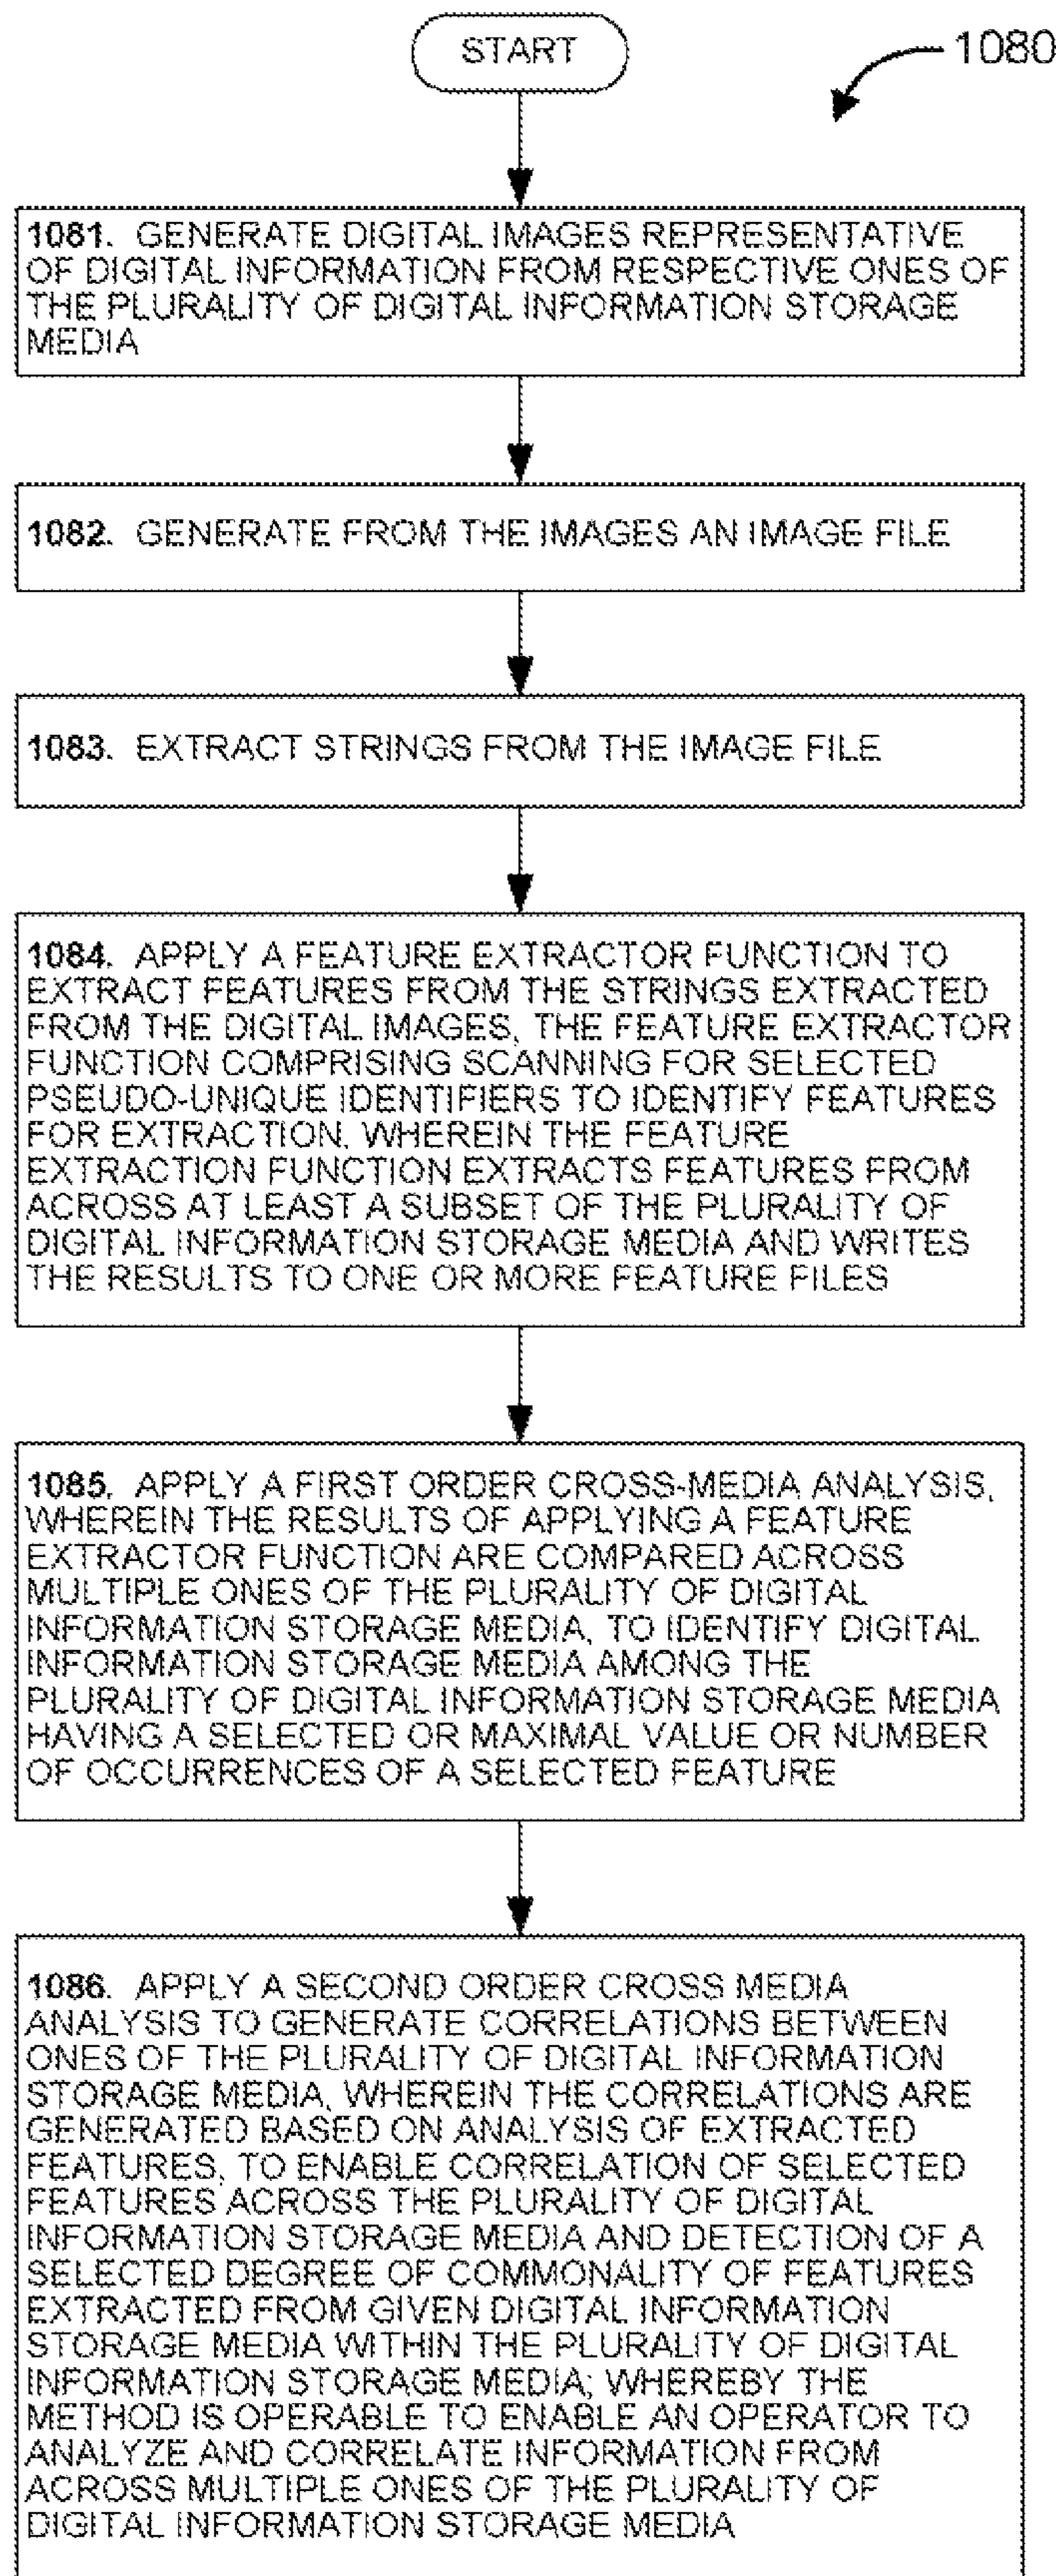 START
1080
1081. GENERATE DIGITAL IMAGES REPRESENTATIVE
OF DIGITAL INFORMATION FROM RESPECTIVE ONES OF
THE PLURALITY OF DIGITAL INFORMATION STORAGE
MEDIA
1082. GENERATE FROM THE IMAGES AN IMAGE FILE
1083. EXTRACT STRINGS FROM THE IMAGE FILE
1084. APPLY A FEATURE EXTRACTOR FUNCTION TO
EXTRACT FEATURES FROM THE STRINGS EXTRACTED
FROM THE DIGITAL IMAGES, THE FEATURE EXTRACTOR
FUNCTION COMPRISING SCANNING FOR SELECTED
PSEUDO-UNIQUE IDENTIFIERS TO IDENTIFY FEATURES
FOR EXTRACTION, WHEREIN THE FEATURE
EXTRACTION FUNCTION EXTRACTS FEATURES FROM
ACROSS AT LEAST A SUBSET OF THE PLURALITY OF
DIGITAL INFORMATION STORAGE MEDIA AND WRITES
THE RESULTS TO ONE OR MORE FEATURE FILES
1085. APPLY A FIRST ORDER CROSS-MEDIA ANALYSIS,
WHEREIN THE RESULTS OF APPLYING A FEATURE
EXTRACTOR FUNCTION ARE COMPARED ACROSS
MULTIPLE ONES OF THE PLURALITY OF DIGITAL
INFORMATION STORAGE MEDIA, TO IDENTIFY DIGITAL
INFORMATION STORAGE MEDIA AMONG THE
PLURALITY OF DIGITAL INFORMATION STORAGE MEDIA
HAVING A SELECTED OR MAXIMAL VALUE OR NUMBER
OF OCCURRENCES OF A SELECTED FEATURE
1086. APPLY A SECOND ORDER CROSS MEDIA
ANALYSIS TO GENERATE CORRELATIONS BETWEEN
ONES OF THE PLURALITY OF DIGITAL INFORMATION
STORAGE MEDIA, WHEREIN THE CORRELATIONS ARE
GENERATED BASED ON ANALYSIS OF EXTRACTED
FEATURES, TO ENABLE CORRELATION OF SELECTED
FEATURES ACROSS THE PLURALITY OF DIGITAL
INFORMATION STORAGE MEDIA AND DETECTION OF A
SELECTED DEGREE OF COMMONALITY OF FEATURES
EXTRACTED FROM GIVEN DIGITAL INFORMATION
STORAGE MEDIA WITHIN THE PLURALITY OF DIGITAL
INFORMATION STORAGE MEDIA; WHEREBY THE
METHOD IS OPERABLE TO ENABLE AN OPERATOR TO
ANALYZE AND CORRELATE INFORMATION FROM
ACROSS MULTIPLE ONES OF THE PLURALITY OF
DIGITAL INFORMATION STORAGE MEDIA